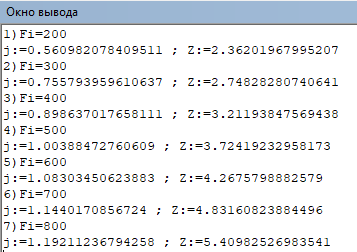 Окно вывода
1)Fi=200
j:=0.560982078409511 ; Z:=2.36201967995207
2)Fi=300
j:=0.755793959610637 ; Z:=2.74828280740641
3)Fi=400
j:=0.898637017658111 ; Z:=3.21193847569438
4)Fi=500
j:=1.00388472760609 ; Z:=3.72419232958173
5)Fi=600
j:=1.08303450623883 ; Z:=4.2675798882579
6)Fi=700
j:=1.1440170856724 ; Z:=4.83160823884496
7)Fi=800
j:=1.19211236794258 ; Z:=5.40982526983541